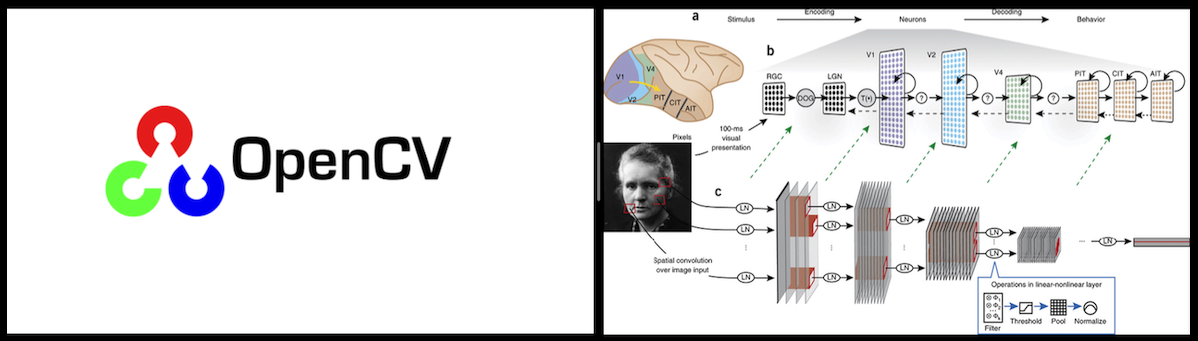 OpenCV
a
Stimulus
Encoding
Neurons
Decoding
Behavior
b
V1
V2
V4
PIT
CIT
AIT
RGC
LGN
DOG
T(•)
?
?
?
V1
V4
V2
PIT
CIT
AIT
100-ms
visual
presentation
Pixels
c
LN
LN
LN
LN
LN
LN
LN
LN
LN
LN
LN
...
...
...
...
...
Spatial convolution
over image input
Operations in linear-nonlinear layer
Filter
Threshold
Pool
Normalize